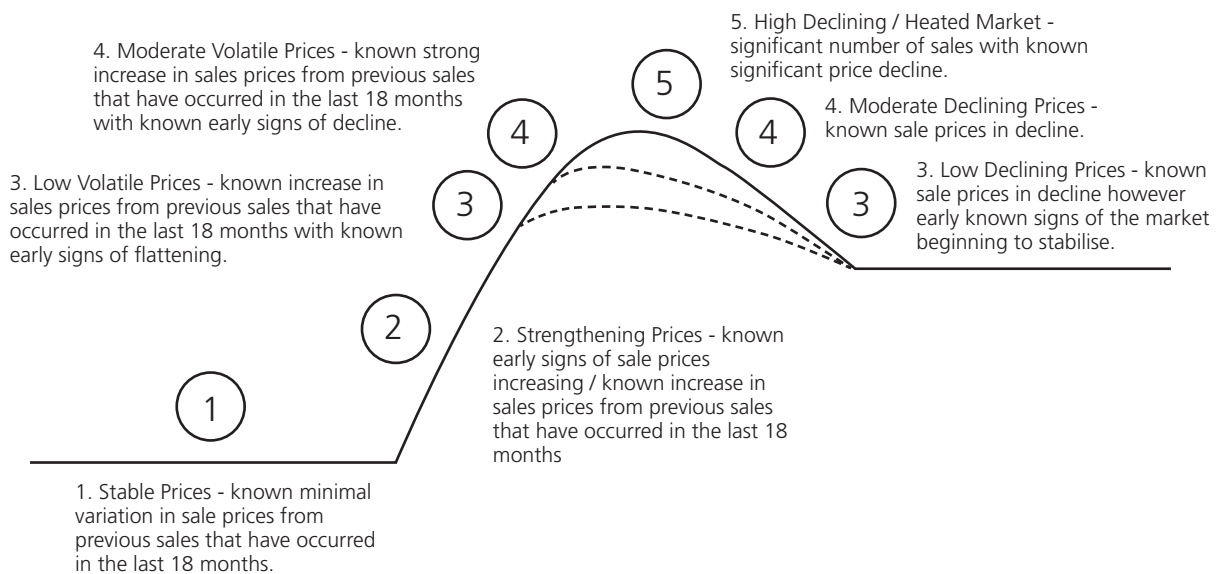 5. High Declining / Heated Market -
significant number of sales with known
significant price decline.
4. Moderate Volatile Prices - known strong
increase in sales prices from previous sales
that have occurred in the last 18 months
with known early signs of decline.
5
4
4
4. Moderate Declining Prices -
known sale prices in decline.
3. Low Volatile Prices - known increase in
sales prices from previous sales that have
occurred in the last 18 months with known
early signs of flattening.
3
3
3. Low Declining Prices - known
sale prices in decline however
early known signs of the market
beginning to stabilise.
2
2. Strengthening Prices - known
early signs of sale prices
increasing / known increase in
sales prices from previous sales
that have occurred in the last 18
months
1
1. Stable Prices - known minimal
variation in sale prices from
previous sales that have occurred
in the last 18 months.